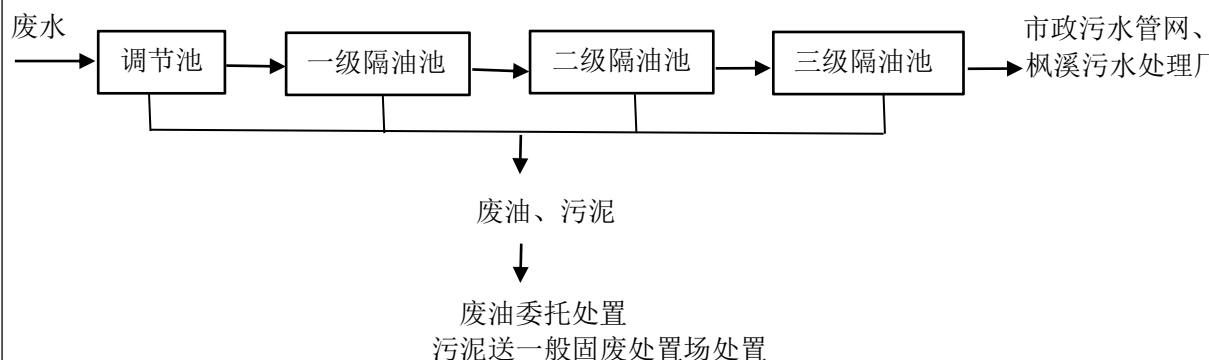 废水
调节池
一级隔油池
二级隔油池
三级隔油池
市政污水管网、
枫溪污水处理厂
废油、污泥
废油委托处置
污泥送一般固废处置场处置